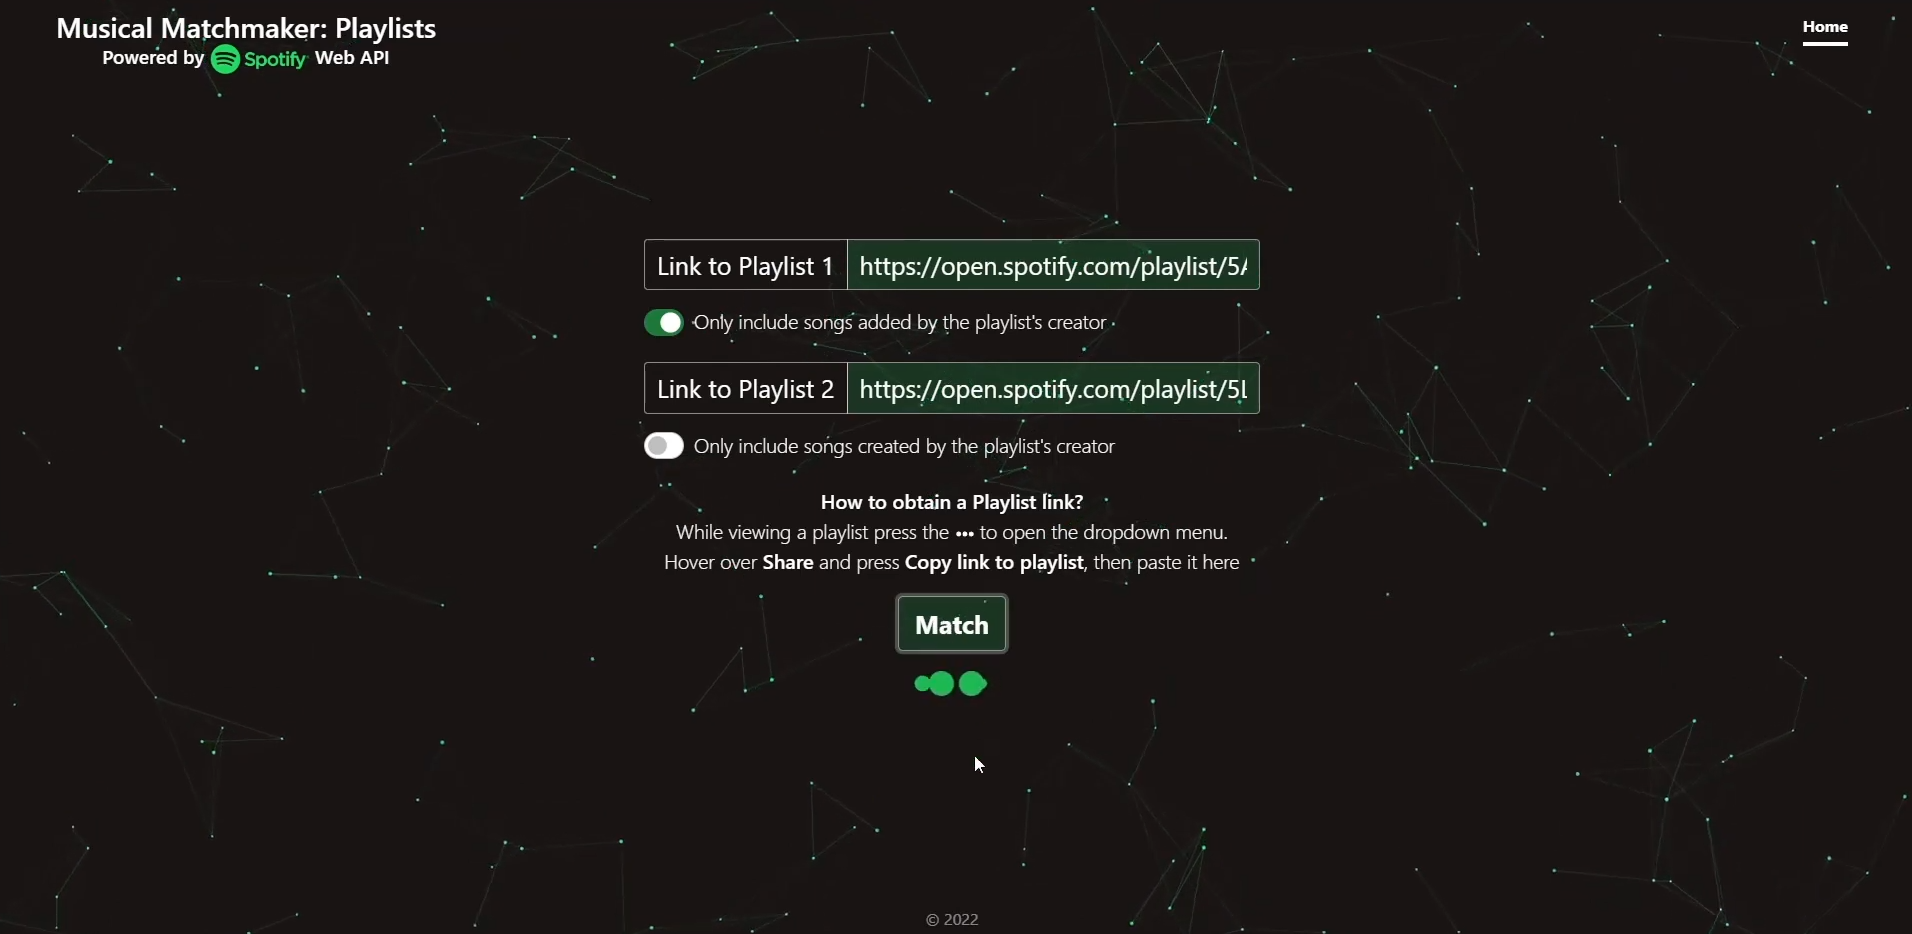 Musical Matchmaker: Playlists
Powered by Spotify Web API
Home
Link to Playlist 1 https://open.spotify.com/playlist/5
Only include songs added by the playlist's creator
Link to Playlist 2 https://open.spotify.com/playlist/5
Only include songs created by the playlist's creator
How to obtain a Playlist link?
While viewing a playlist press the ••• to open the dropdown menu.
Hover over Share and press Copy link to playlist, then paste it here
Match
© 2022